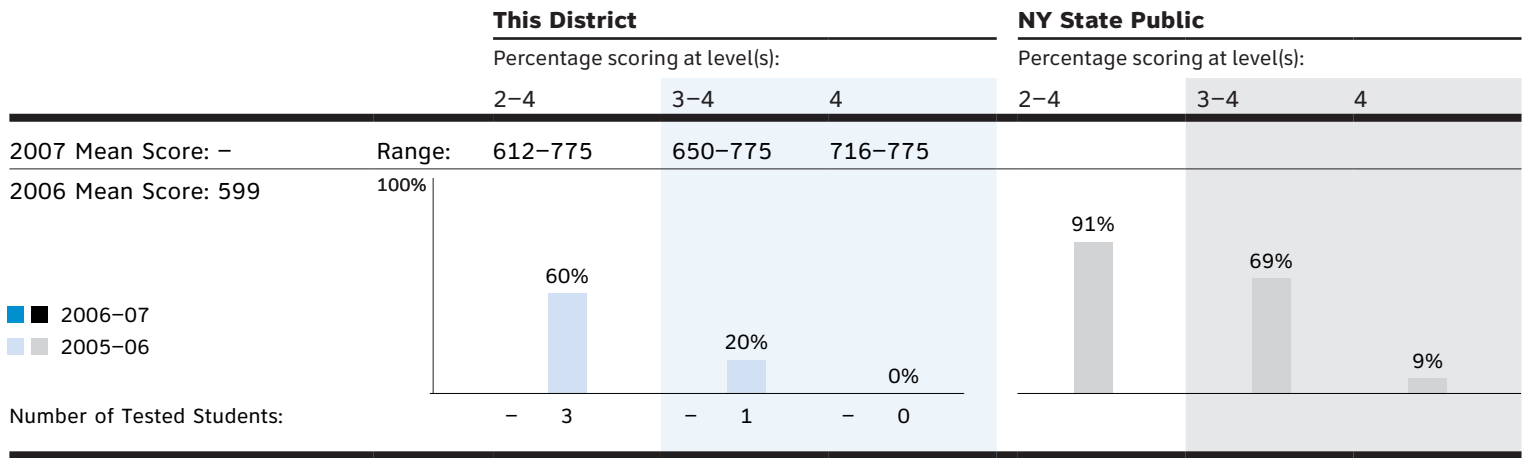 This District NY State Public
Percentage scoring at level(s): Percentage scoring at level(s):
2–4 3–4 4 2–4 3–4 4
2007 Mean Score: – Range: 612–775 650–775 716–775
2006 Mean Score: 599 100%
91%
69%
60%
2006–07
2005–06
20%
0% 9%
Number of Tested Students: – 3 – 1 – 0